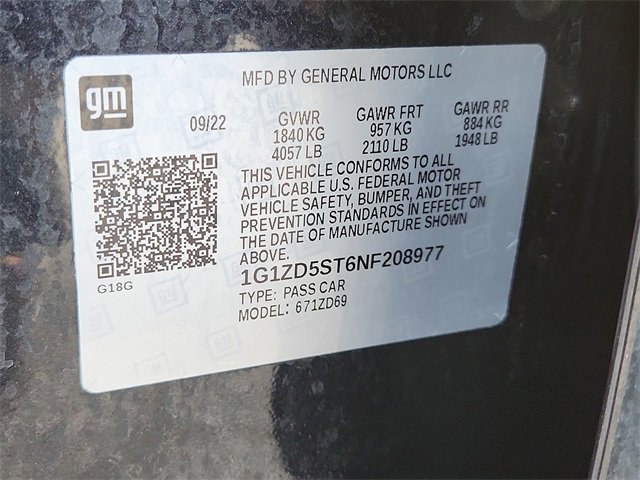 MFD BY GENERAL MOTORS LLC
gm
09/22 GVWR GAWR FRT GAWR RR
1840 KG 957 KG 884 KG
4057 LB 2110 LB 1948 LB
THIS VEHICLE CONFORMS TO ALL
APPLICABLE U.S. FEDERAL MOTOR
VEHICLE SAFETY, BUMPER, AND THEFT
PREVENTION STANDARDS IN EFFECT ON
THE DATE OF MANUFACTURE SHOWN
ABOVE.
1G1ZD5ST6NF208977
G18G
TYPE: PASS CAR
MODEL: 671ZD69